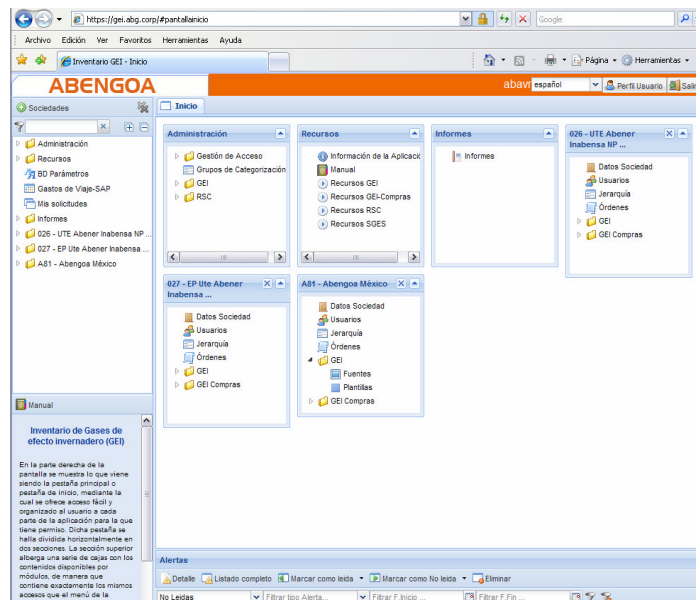 https://gei.abg.corp/#pantallainicio
Google
Archivo Edición Ver Favoritos Herramientas Ayuda
Inventario GEI - Inicio
Página Herramientas
ABENGOA
abavr español Perfil Usuario Salir
Sociedades
Inicio
Administración
Recursos
BD Parámetros
Gastos de Viaje-SAP
Mis solicitudes
Informes
026 - UTE Abener Inabensa NP ...
027 - EP Ute Abener Inabensa ...
A81 - Abengoa México
Administración
Gestión de Acceso
Grupos de Categorización
GEI
RSC
Recursos
Información de la Aplicació
Manual
Recursos GEI
Recursos GEI-Compras
Recursos RSC
Recursos SGES
Informes
Informes
026 - UTE Abener
Inabensa NP ...
Datos Sociedad
Usuarios
Jerarquía
Órdenes
GEI
GEI Compras
027 - EP Ute Abener
Inabensa ...
Datos Sociedad
Usuarios
Jerarquía
Órdenes
GEI
GEI Compras
A81 - Abengoa México
Datos Sociedad
Usuarios
Jerarquía
Órdenes
GEI
Fuentes
Plantillas
GEI Compras
Manual
Inventario de Gases de
efecto invernadero (GEI)
En la parte derecha de la
pantalla se muestra lo que viene
siendo la pestaña principal o
pestaña de inicio, mediante la
cual se ofrece acceso fácil y
organizado al usuario a cada
parte de la aplicación para la que
tiene permiso. Dicha pestaña se
halla dividida horizontalmente en
dos secciones. La sección superior
alberga una serie de cajas con los
contenidos disponibles por
módulos, de manera que
contiene exactamente los mismos
accesos que el menú de la
Alertas
Detalle Listado completo Marcar como leida Marcar como No leida Eliminar
No Leidas Filtrar tipo Alerta... Filtrar F.Inicio ... Filtrar F.Fin ...